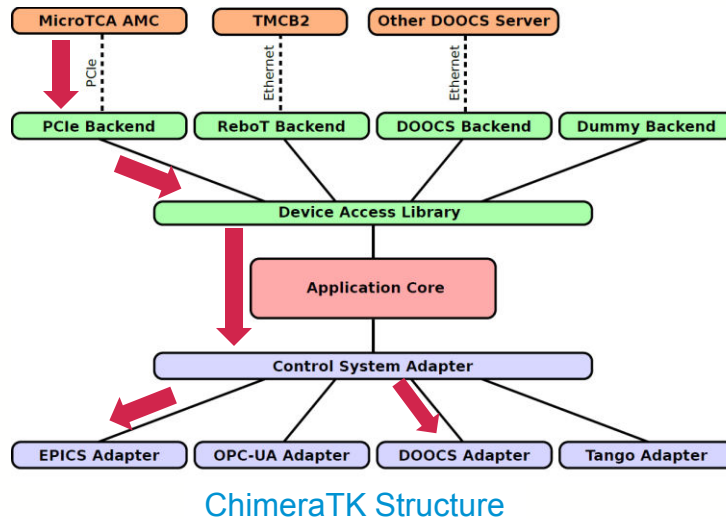 MicroTCA AMC
TMCB2
Other DOOCS Server
PCIe
Ethernet
Ethernet
PCIe Backend
ReboT Backend
DOOCS Backend
Dummy Backend
Device Access Library
Application Core
Control System Adapter
EPICS Adapter
OPC-UA Adapter
DOOCS Adapter
Tango Adapter
ChimeraTK Structure